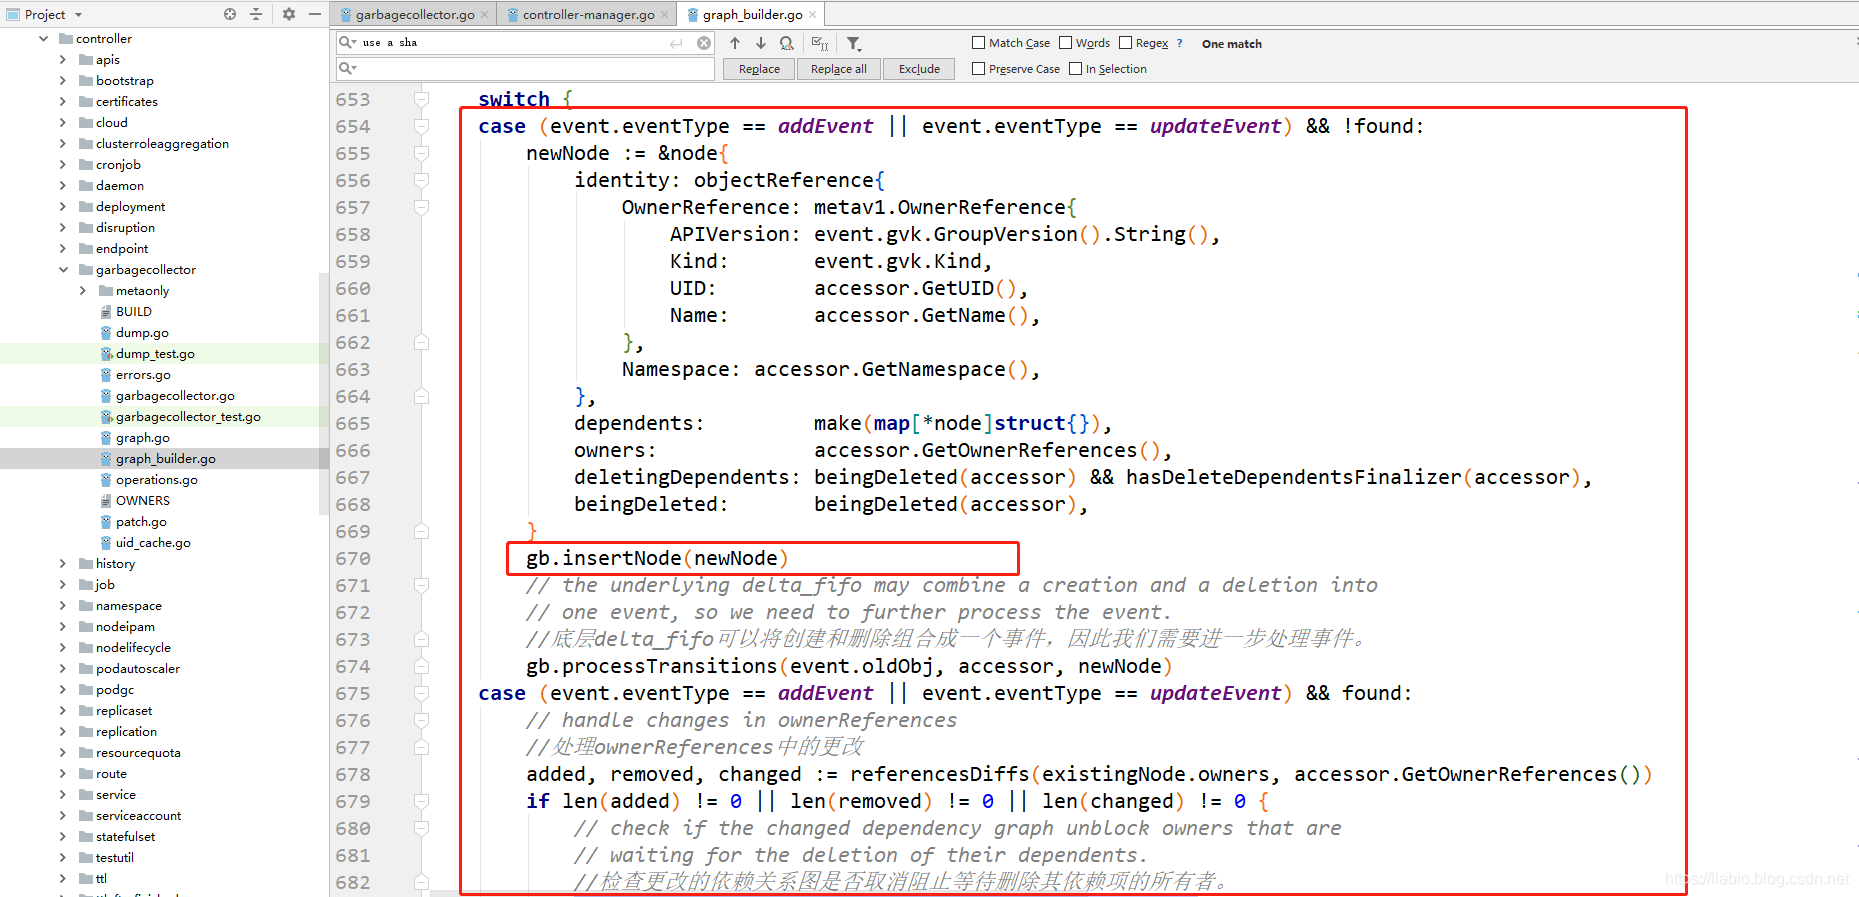 Project
garbagecollector.go
controller-manager.go
graph_builder.go
controller
apis
bootstrap
certificates
cloud
clusterroleaggregation
cronjob
daemon
deployment
disruption
endpoint
garbagecollector
metaonly
BUILD
dump.go
dump_test.go
errors.go
garbagecollector.go
garbagecollector_test.go
graph.go
graph_builder.go
operations.go
OWNERS
patch.go
uid_cache.go
history
job
namespace
nodeipam
nodelifecycle
podautoscaler
podgc
replicaset
replication
resourcequota
route
service
serviceaccount
statefulset
testutil
ttl
use a sha
Match Case Words Regex ? One match
Replace Replace all Exclude Preserve Case In Selection
653 switch {
654 case (event.eventType == addEvent || event.eventType == updateEvent) && !found:
655 newNode := &node{
656 identity: objectReference{
657 OwnerReference: metav1.OwnerReference{
658 APIVersion: event.gvk.GroupVersion().String(),
659 Kind: event.gvk.Kind,
660 UID: accessor.GetUID(),
661 Name: accessor.GetName(),
662 },
663 Namespace: accessor.GetNamespace(),
664 },
665 dependents: make(map[*node]struct{}),
666 owners: accessor.GetOwnerReferences(),
667 deletingDependents: beingDeleted(accessor) && hasDeleteDependentsFinalizer(accessor),
668 beingDeleted: beingDeleted(accessor),
669 }
670 gb.insertNode(newNode)
671 // the underlying delta_fifo may combine a creation and a deletion into
672 // one event, so we need to further process the event.
673 //底层delta_fifo可以将创建和删除组合成一个事件，因此我们需要进一步处理事件。
674 gb.processTransitions(event.oldObj, accessor, newNode)
675 case (event.eventType == addEvent || event.eventType == updateEvent) && found:
676 // handle changes in ownerReferences
677 //处理ownerReferences中的更改
678 added, removed, changed := referencesDiffs(existingNode.owners, accessor.GetOwnerReferences())
679 if len(added) != 0 || len(removed) != 0 || len(changed) != 0 {
680 // check if the changed dependency graph unblock owners that are
681 // waiting for the deletion of their dependents.
682 //检查更改的依赖关系图是否取消阻止等待删除其依赖项的所有者。
https://liabio.blog.csdn.net